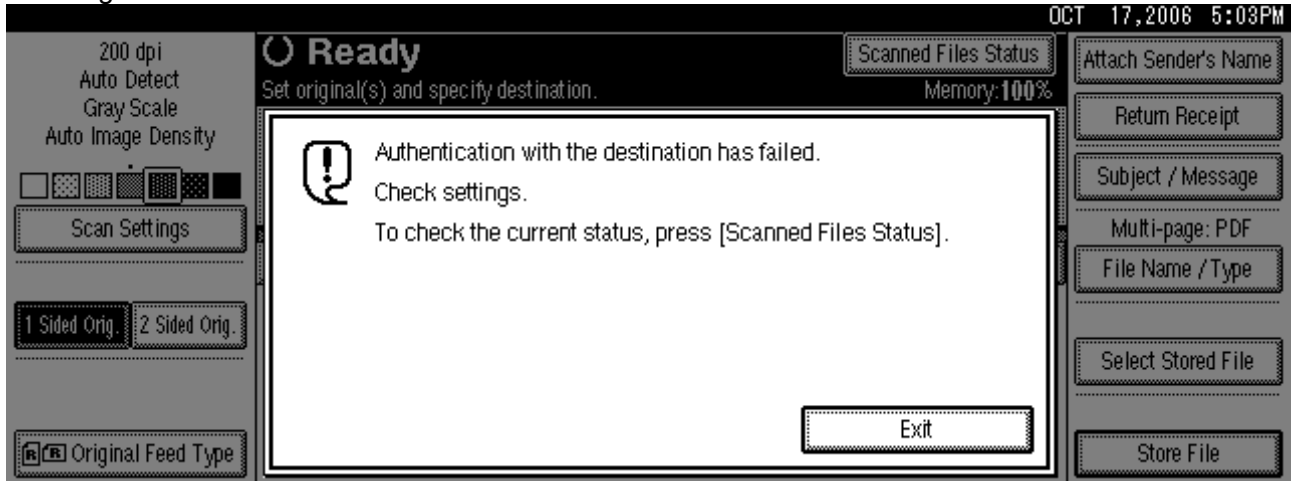 OCT 17,2006 5:03PM
200 dpi
Auto Detect
Gray Scale
Auto Image Density
Scan Settings
1 Sided Orig. 2 Sided Orig.
R R Original Feed Type
Ready
Scanned Files Status
Set original(s) and specify destination.
Memory:100%
Authentication with the destination has failed.
Check settings.
To check the current status, press [Scanned Files Status].
Exit
Attach Sender's Name
Return Receipt
Subject / Message
Multi-page: PDF
File Name / Type
Select Stored File
Store File